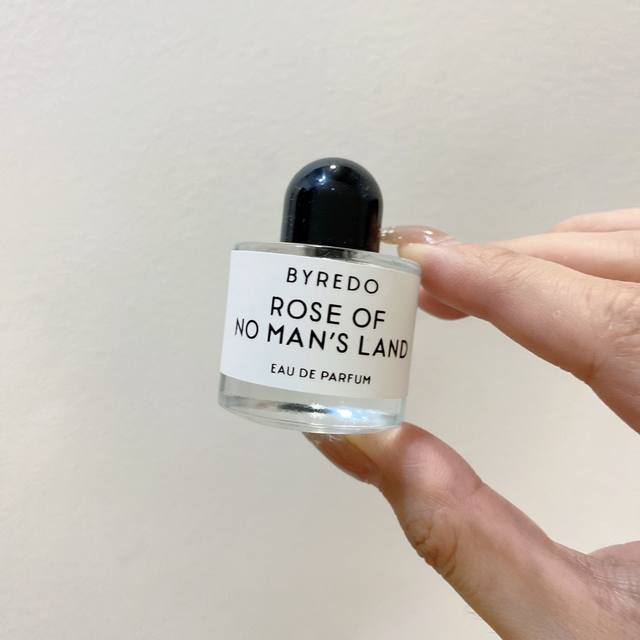 BYREDO
ROSE OF
NO MAN'S LAND
EAU DE PARFUM